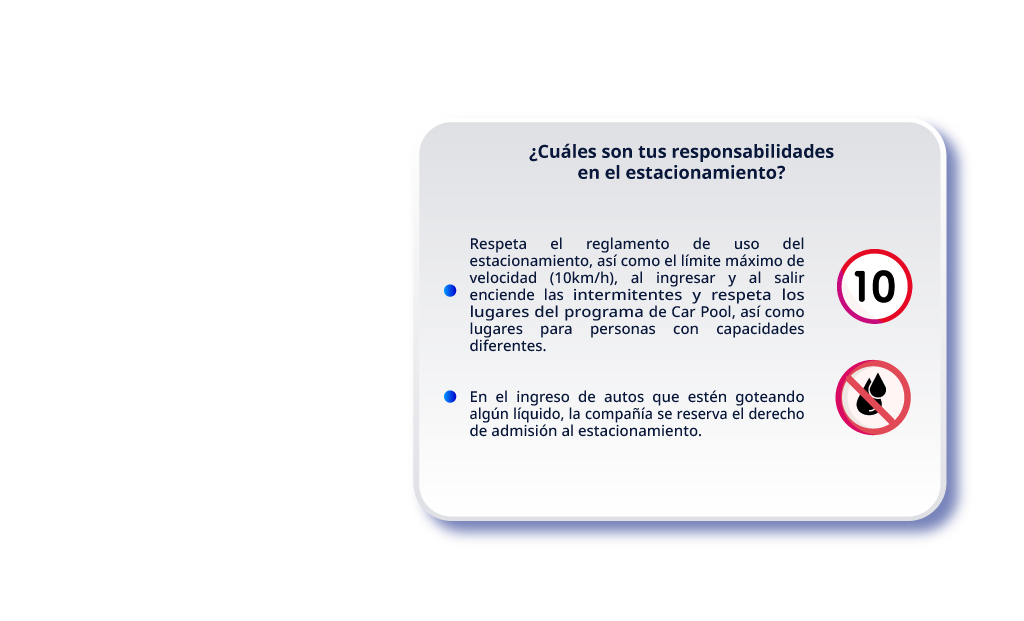 ¿Cuáles son tus responsabilidades
en el estacionamiento?
Respeta el reglamento de uso del
estacionamiento, así como el límite máximo de
velocidad (10km/h), al ingresar y al salir
enciende las intermitentes y respeta los
lugares del programa de Car Pool, así como
lugares para personas con capacidades
diferentes.
10
En el ingreso de autos que estén goteando
algún líquido, la compañía se reserva el derecho
de admisión al estacionamiento.